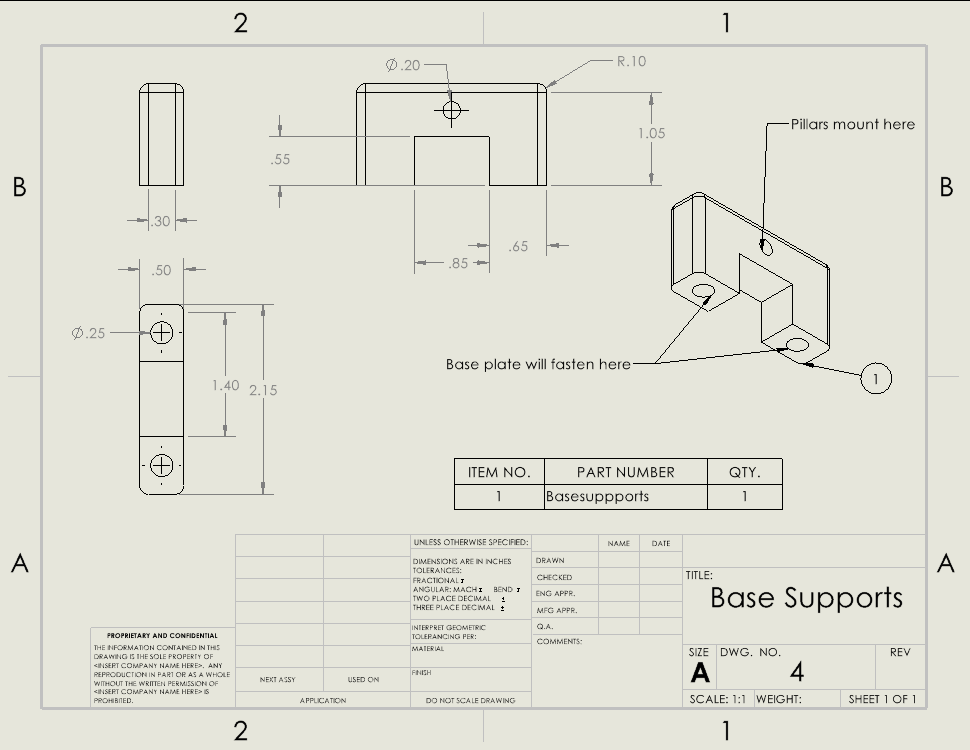 2 1
Ø.20
R.10
1.05
Pillars mount here
.55
B B
.30
.65
.85
.50
Ø.25
1.40
2.15
Base plate will fasten here
1
ITEM NO. PART NUMBER QTY.
1 Basesuppports 1
A A
UNLESS OTHERWISE SPECIFIED:
DIMENSIONS ARE IN INCHES
TOLERANCES:
FRACTIONAL ±
ANGULAR: MACH ± BEND ±
TWO PLACE DECIMAL ±
THREE PLACE DECIMAL ±
INTERPRET GEOMETRIC
TOLERANCING PER:
MATERIAL
FINISH
DO NOT SCALE DRAWING
NAME DATE
DRAWN
CHECKED
ENG APPR.
MFG APPR.
Q.A.
COMMENTS:
TITLE:
Base Supports
SIZE DWG. NO. REV
A 4
SCALE: 1:1 WEIGHT: SHEET 1 OF 1
PROPRIETARY AND CONFIDENTIAL
THE INFORMATION CONTAINED IN THIS
DRAWING IS THE SOLE PROPERTY OF
<INSERT COMPANY NAME HERE>. ANY
REPRODUCTION IN PART OR AS A WHOLE
WITHOUT THE WRITTEN PERMISSION OF
<INSERT COMPANY NAME HERE> IS
PROHIBITED.
NEXT ASSY USED ON
APPLICATION
2 1